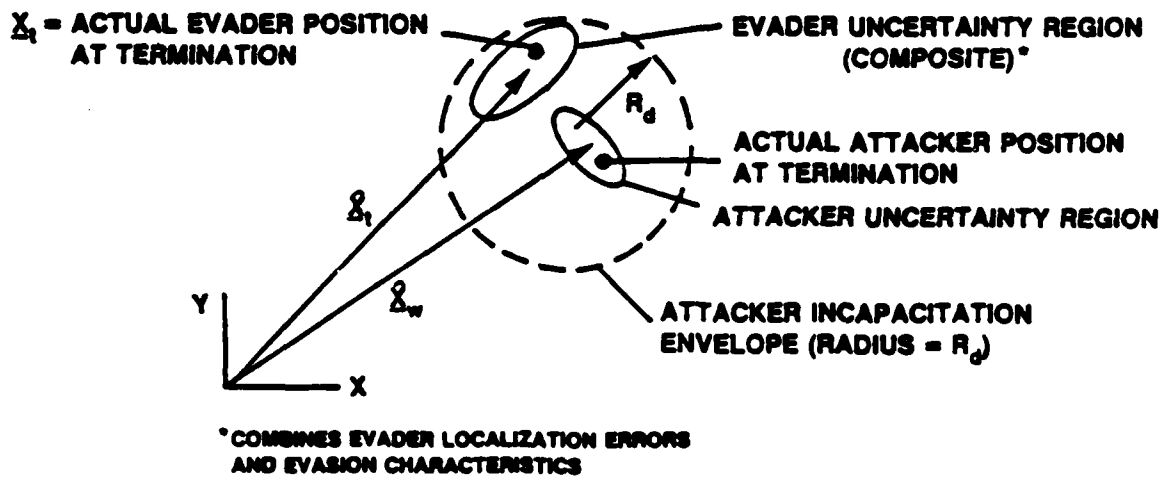 X̲ₜ = ACTUAL EVADER POSITION
AT TERMINATION
EVADER UNCERTAINTY REGION
(COMPOSITE)*
R_d
ACTUAL ATTACKER POSITION
AT TERMINATION
X̲̂ₜ
ATTACKER UNCERTAINTY REGION
X̲̂_w
Y
ATTACKER INCAPACITATION
ENVELOPE (RADIUS = R_d)
X
*COMBINES EVADER LOCALIZATION ERRORS
AND EVASION CHARACTERISTICS